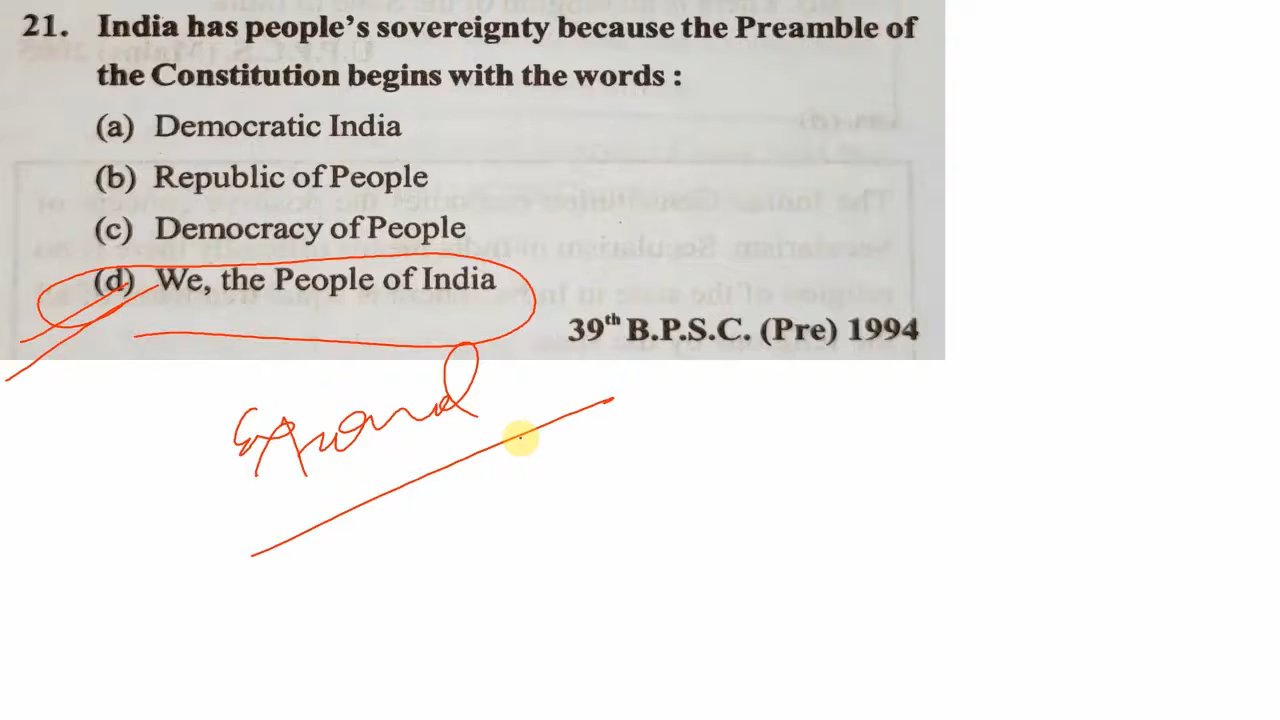 21. India has people's sovereignty because the Preamble of
the Constitution begins with the words :
(a) Democratic India
(b) Republic of People
(c) Democracy of People
(d) We, the People of India
39th B.P.S.C. (Pre) 1994